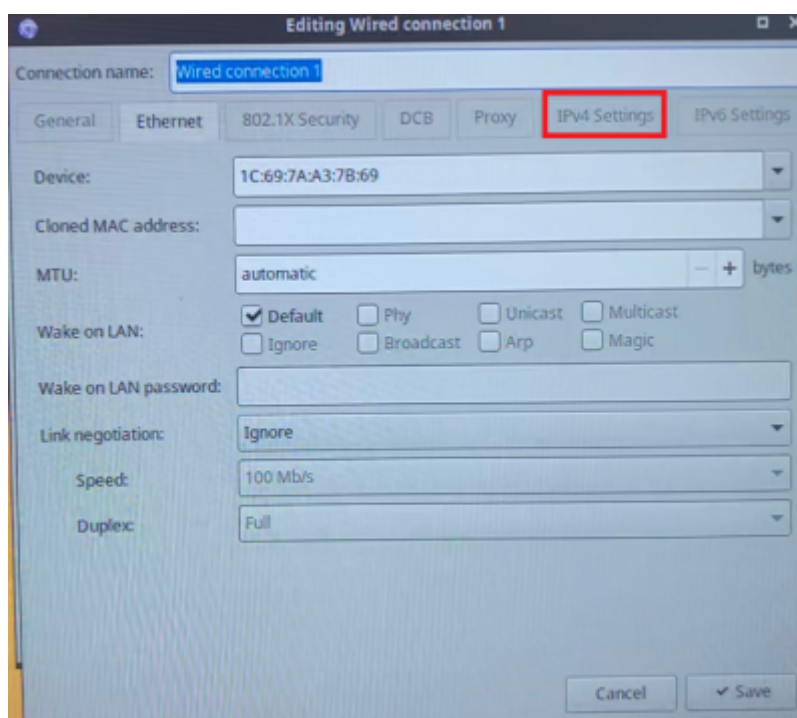 Editing Wired connection 1
Connection name: Wired connection 1
General Ethernet 802.1X Security DCB Proxy IPv4 Settings IPv6 Settings
Device: 1C:69:7A:A3:7B:69
Cloned MAC address:
MTU: automatic − + bytes
Wake on LAN: Default Phy Unicast Multicast
Ignore Broadcast Arp Magic
Wake on LAN password:
Link negotiation: Ignore
Speed: 100 Mb/s
Duplex: Full
Cancel Save